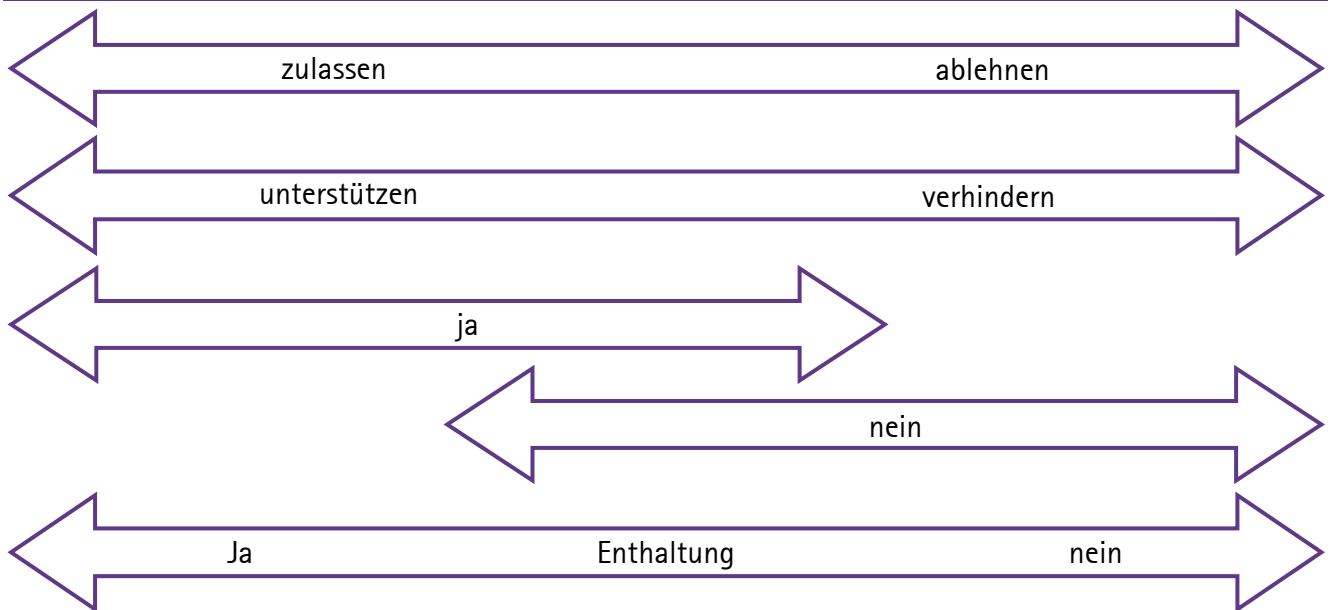 zulassen ablehnen
unterstützen verhindern
ja
nein
Ja Enthaltung nein